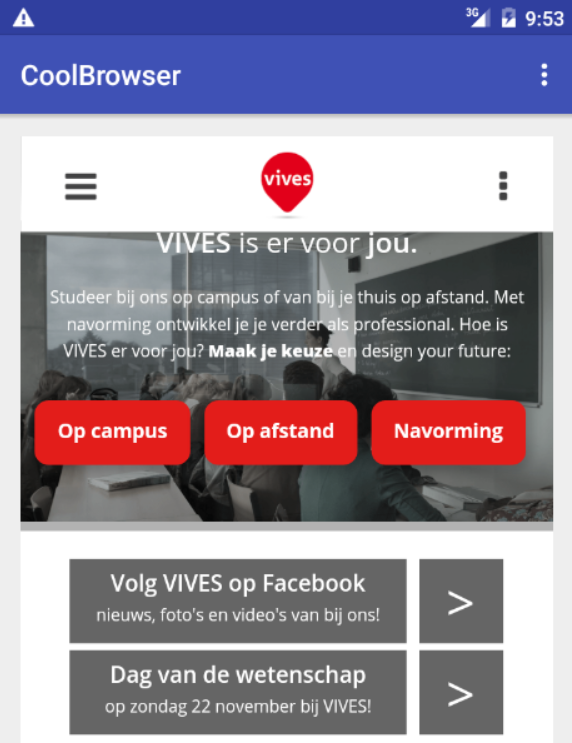 3G 9:53
CoolBrowser
vives
VIVES is er voor jou.
Studeer bij ons op campus of van bij je thuis op afstand. Met
navorming ontwikkel je je verder als professional. Hoe is
VIVES er voor jou? Maak je keuze en design your future:
Op campus Op afstand Navorming
Volg VIVES op Facebook
nieuws, foto's en video's van bij ons!
>
Dag van de wetenschap
op zondag 22 november bij VIVES!
>